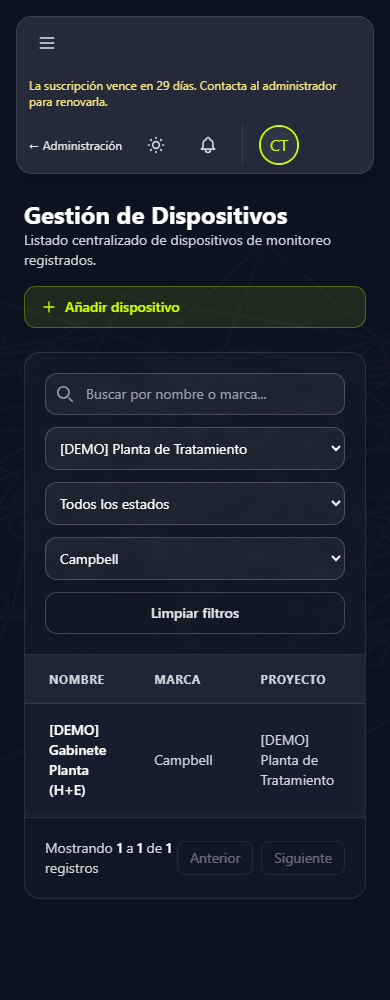 La suscripción vence en 29 días. Contacta al administrador
para renovarla.
← Administración
CT
Gestión de Dispositivos
Listado centralizado de dispositivos de monitoreo
registrados.
+ Añadir dispositivo
Buscar por nombre o marca...
[DEMO] Planta de Tratamiento
Todos los estados
Campbell
Limpiar filtros
NOMBRE MARCA PROYECTO
[DEMO]
Gabinete
Planta
(H+E)
Campbell
[DEMO]
Planta de
Tratamiento
Mostrando 1 a 1 de 1
registros
Anterior Siguiente